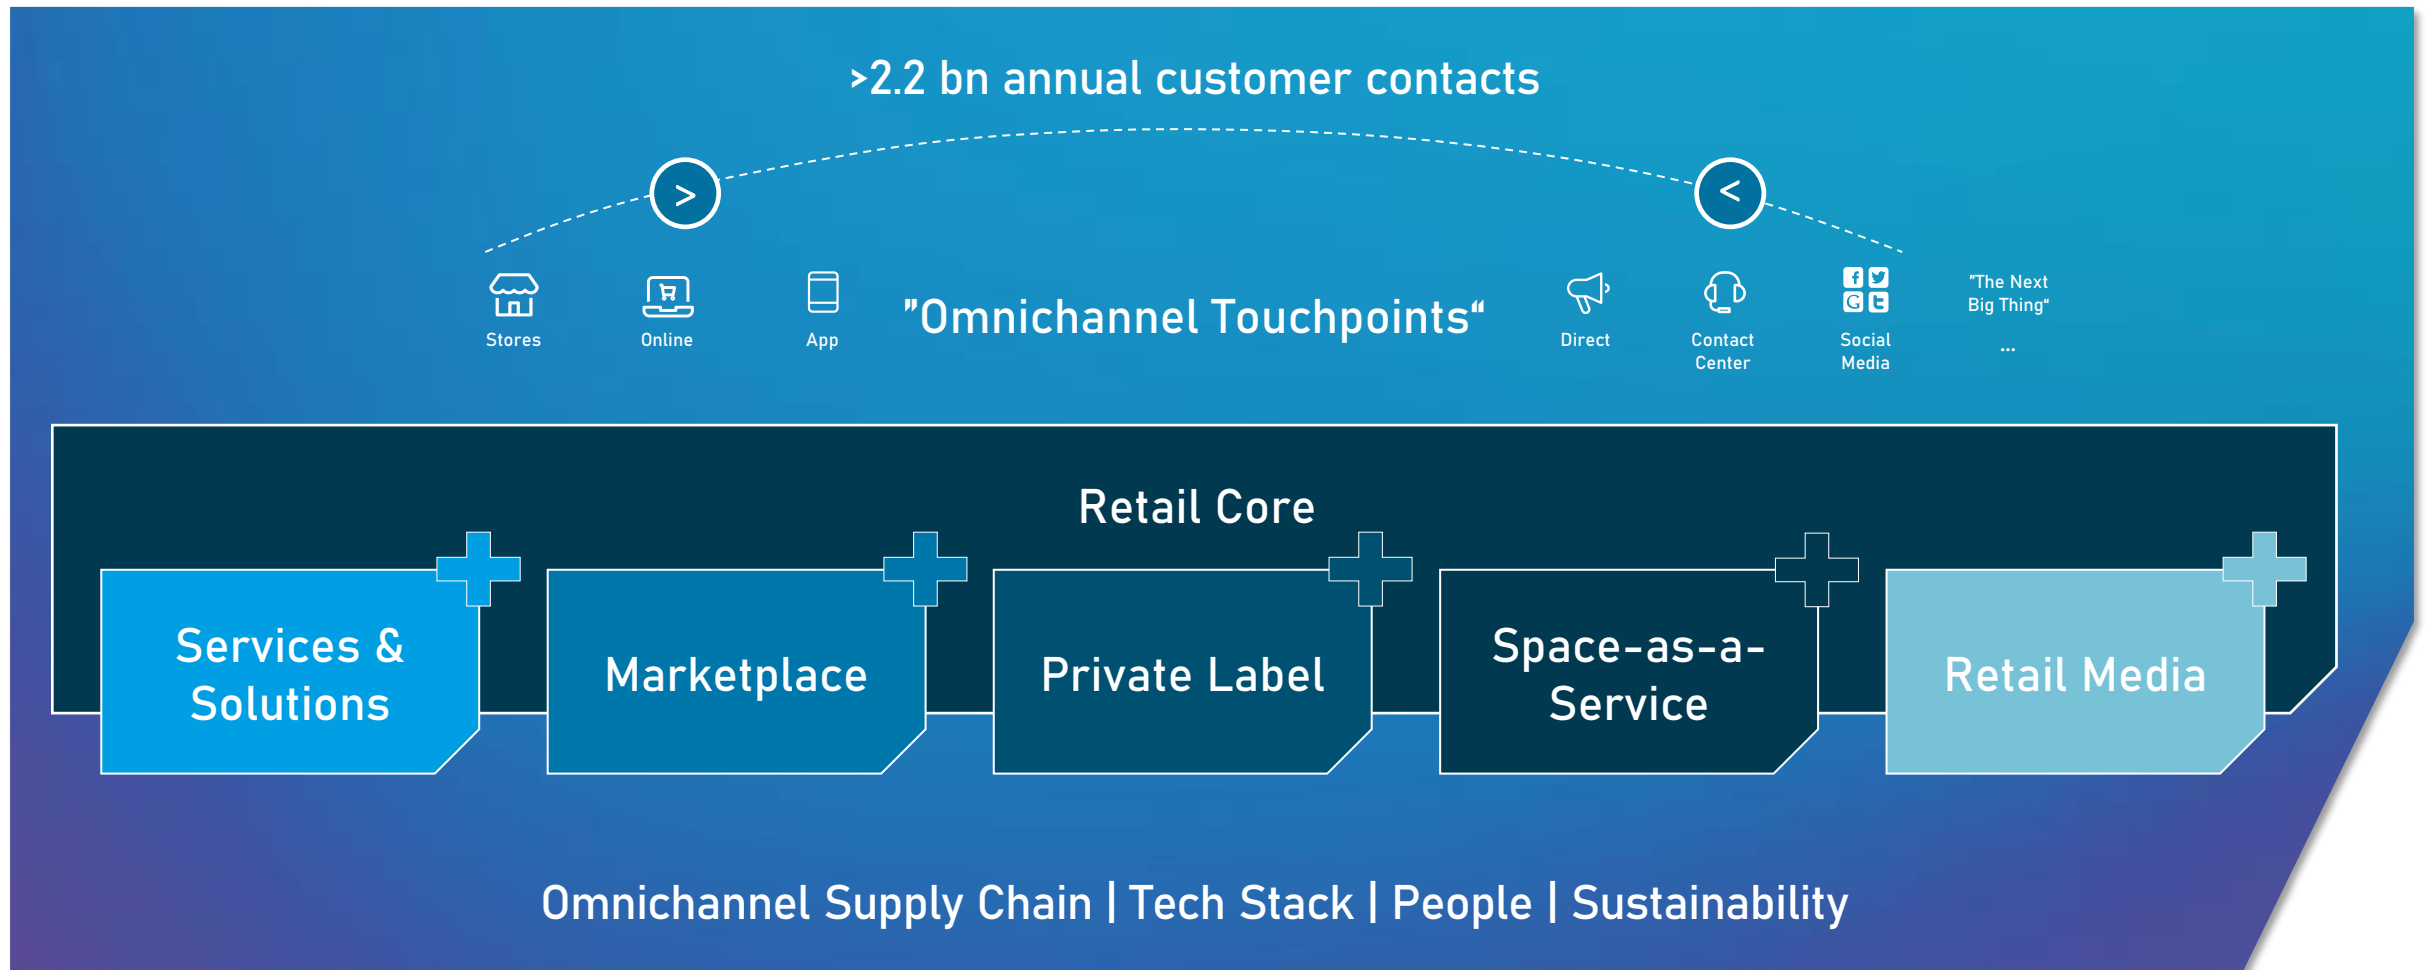 >2.2 bn annual customer contacts
>
<
Stores
Online
App
"Omnichannel Touchpoints“
Direct
Contact
Center
Social
Media
"The Next
Big Thing“
...
Retail Core
Services &
Solutions
Marketplace
Private Label
Space-as-a-
Service
Retail Media
Omnichannel Supply Chain | Tech Stack | People | Sustainability